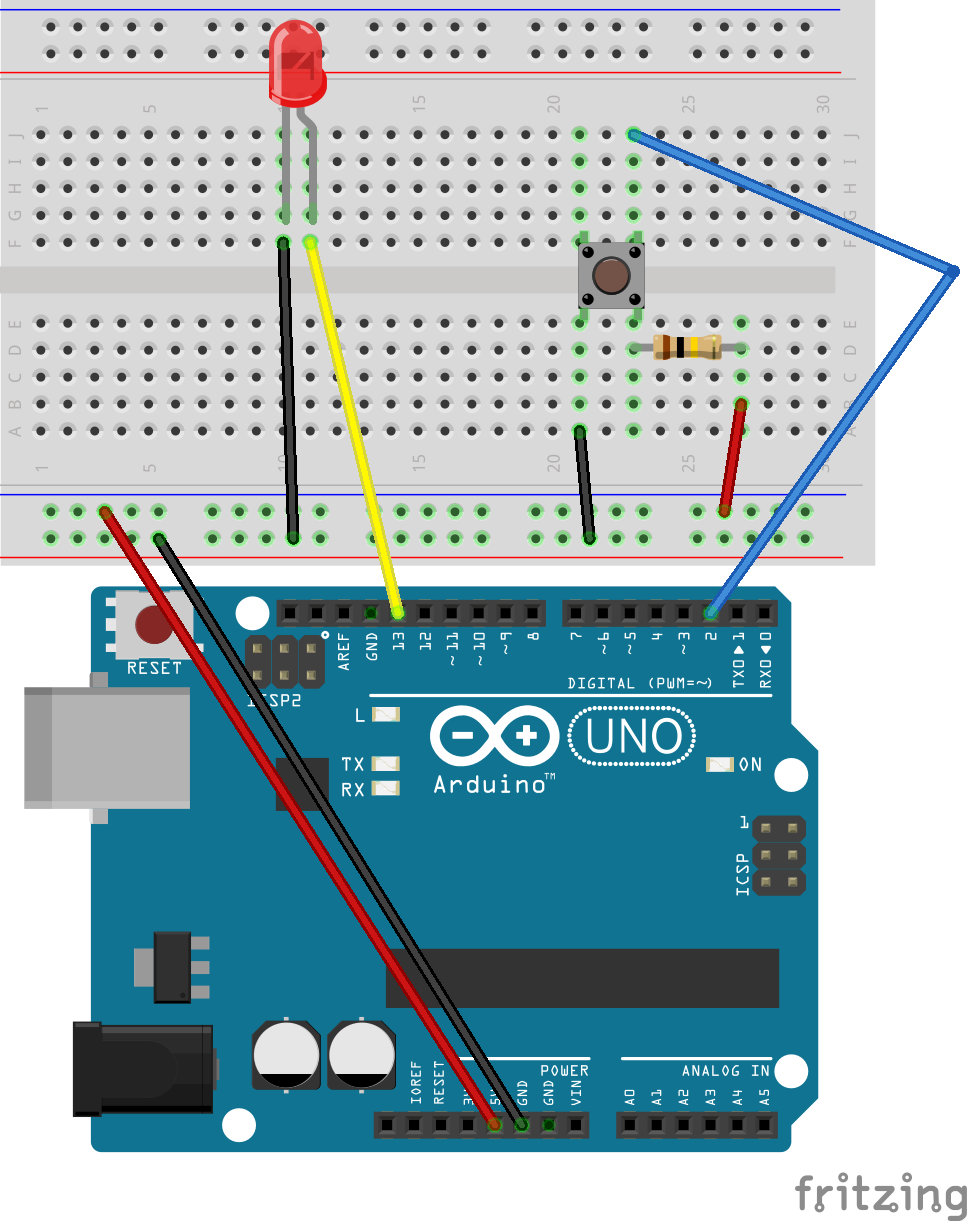 1 5 10 15 20 25 30
J J
I I
H H
G G
F F
E E
D D
C C
B B
A A
1 5 10 15 20 25 30
RESET
ICSP2
AREF GND 13 12 ~11 ~10 ~9 8 7 ~6 ~5 4 ~3 2 TX0▶1 RX0◀0
DIGITAL (PWM=~)
L
TX
RX
UNO
ON
Arduino™
1
ICSP
POWER
ANALOG IN
IOREF RESET 3V 5V GND GND VIN A0 A1 A2 A3 A4 A5
fritzing